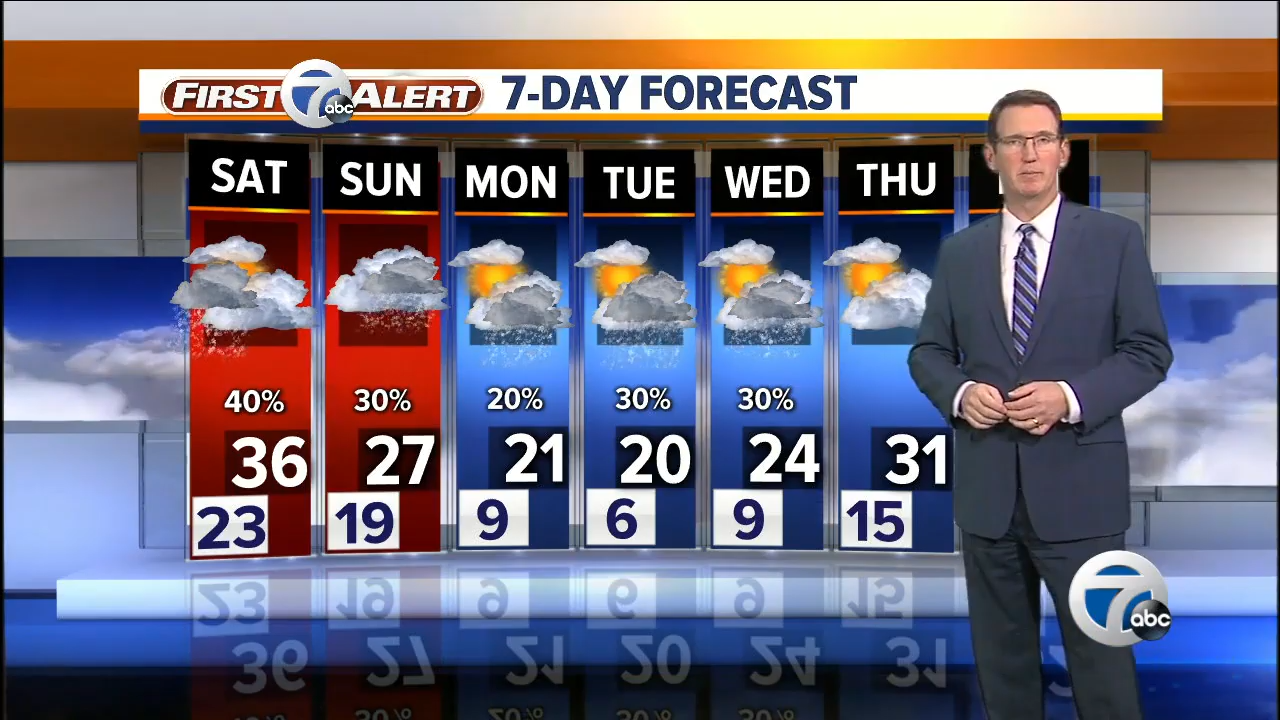 FIRST 7 abc ALERT 7-DAY FORECAST
SAT SUN MON TUE WED THU
40% 30% 20% 30% 30%
36 27 21 20 24 31
23 19 9 6 9 15
7 abc